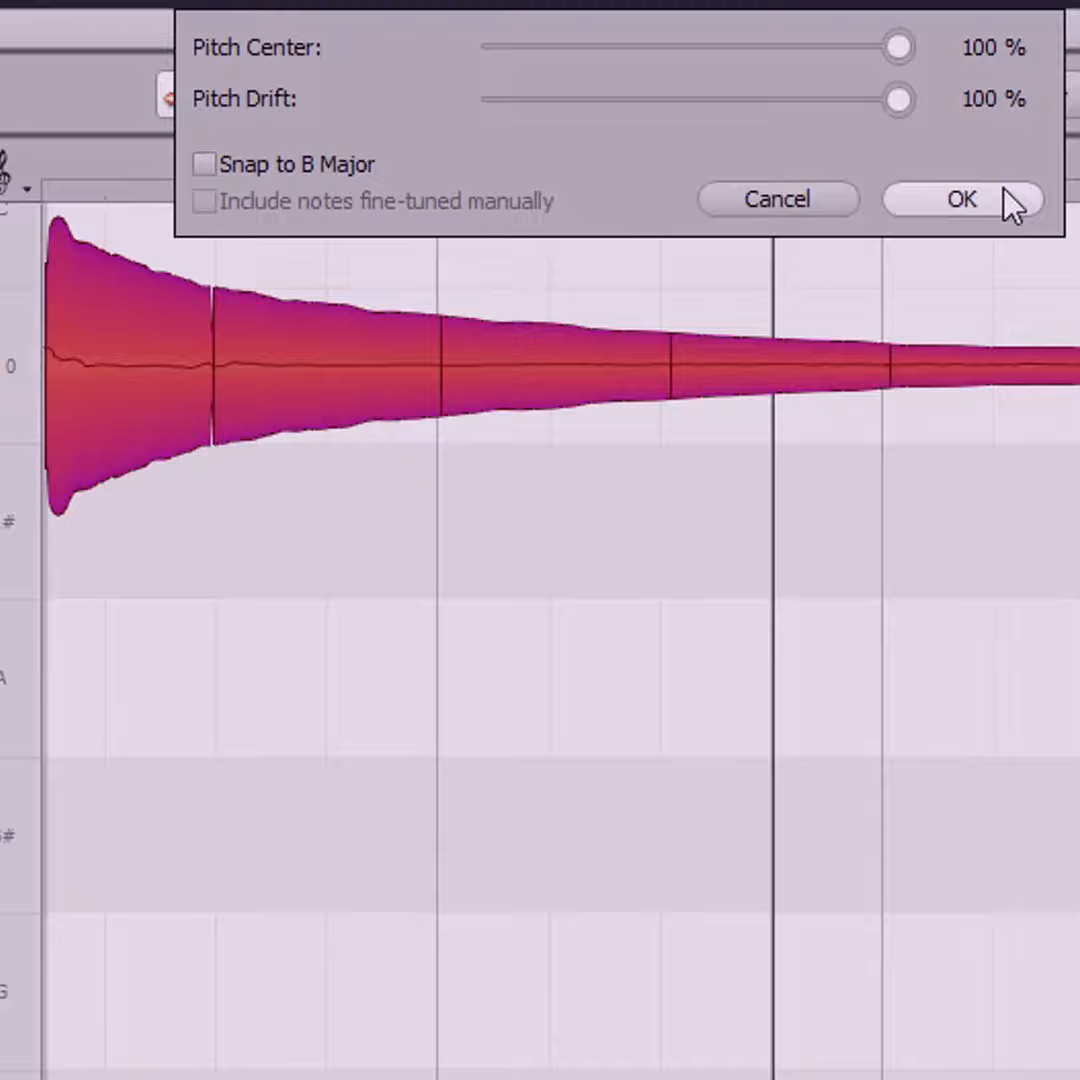 Pitch Center: 100 %
Pitch Drift: 100 %
Snap to B Major
Include notes fine-tuned manually
Cancel OK
0
#
A
#
G